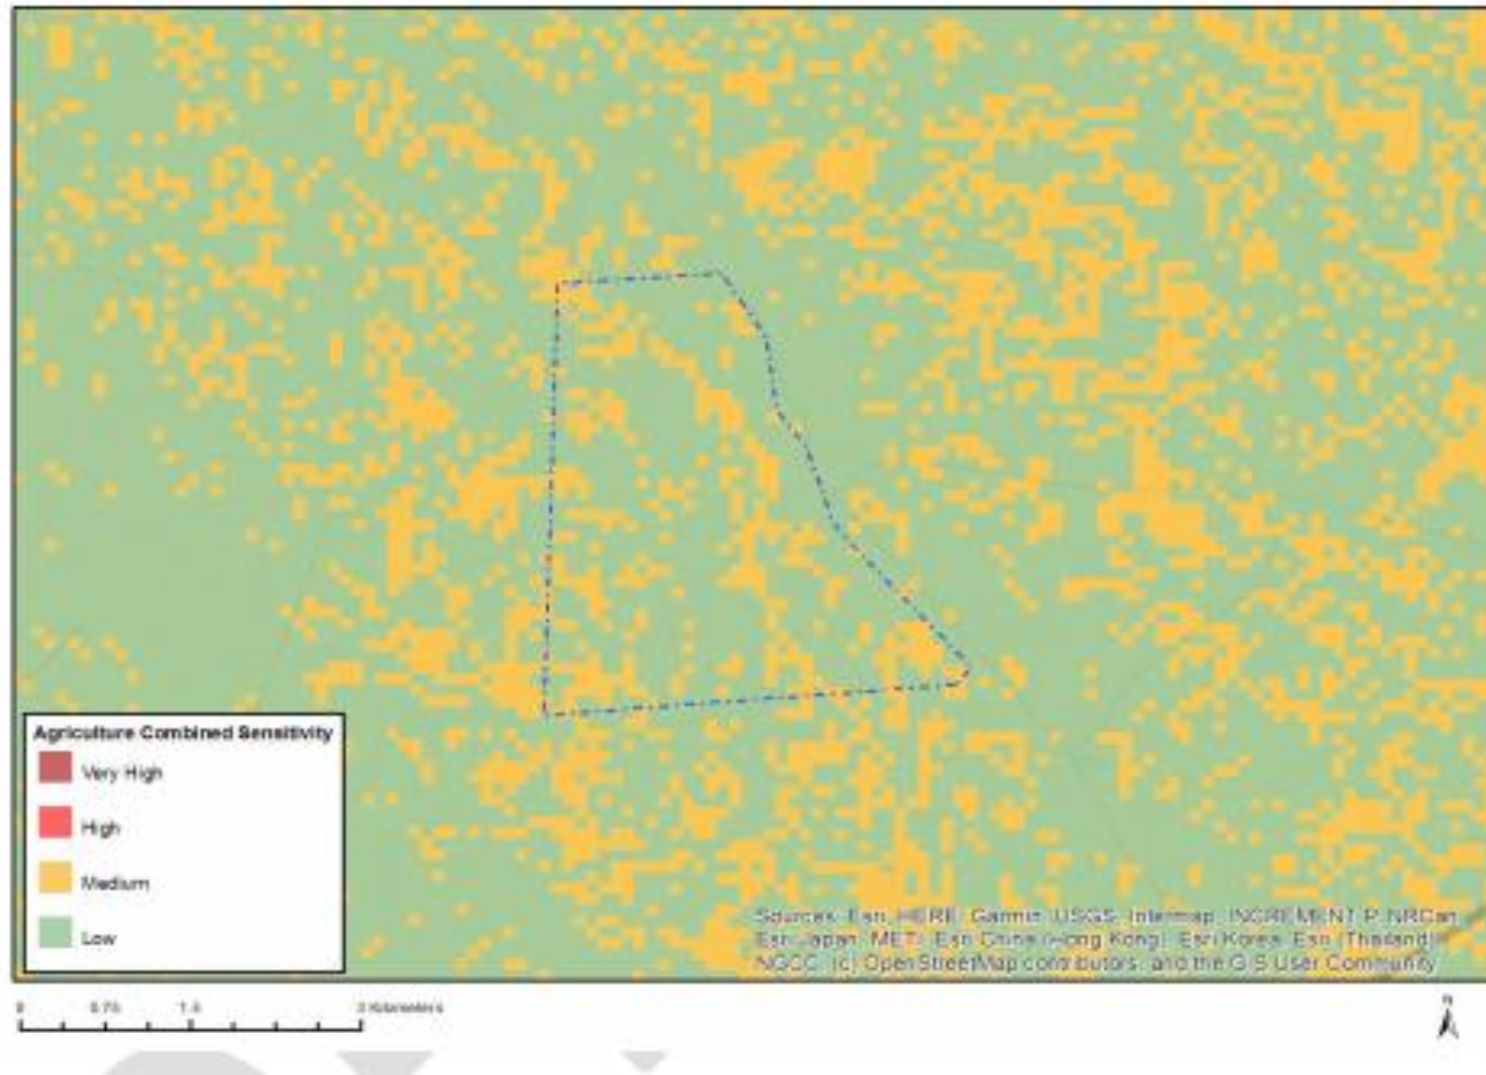 Agriculture Combined Sensitivity
Very High
High
Medium
Low
Sources: Esri, HERE, Garmin, USGS, Intermap, INCREMENT P, NRCan,
Esri Japan, METI, Esri China (Hong Kong), Esri Korea, Esri (Thailand),
NGCC, (c) OpenStreetMap contributors, and the GIS User Community
0 0.75 1.5 3 Kilometers
N